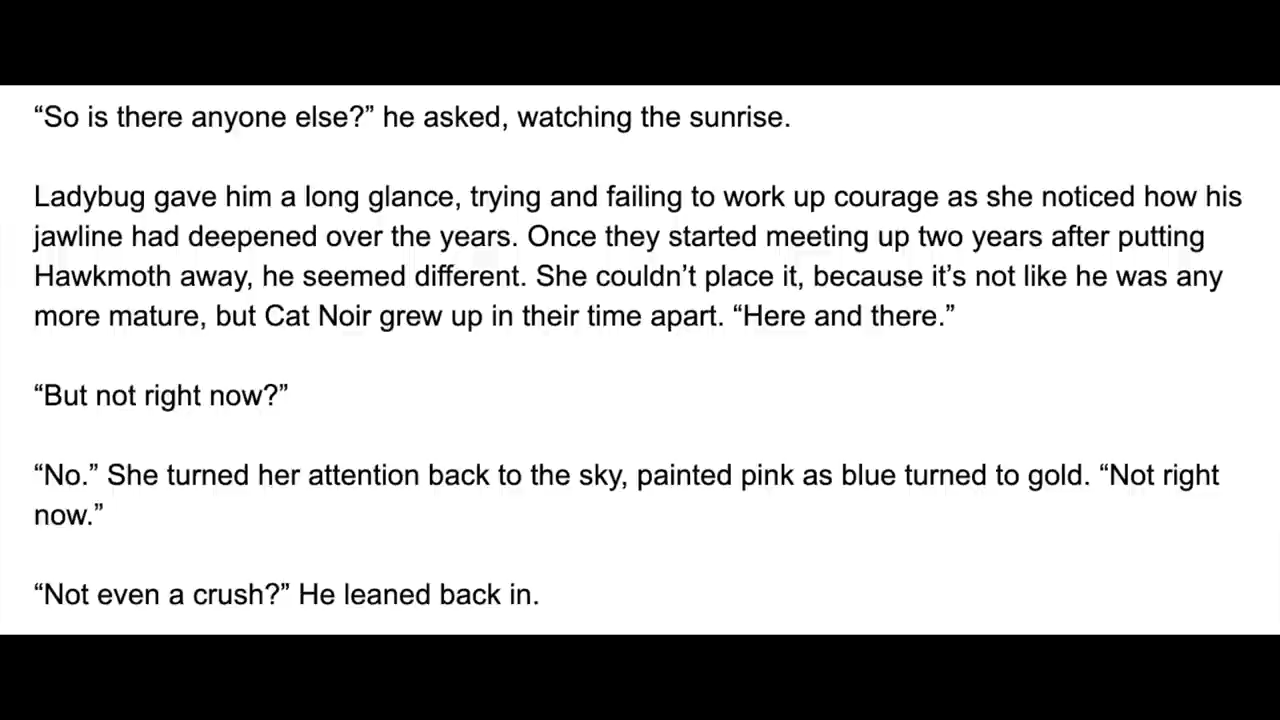 “So is there anyone else?” he asked, watching the sunrise.
Ladybug gave him a long glance, trying and failing to work up courage as she noticed how his
jawline had deepened over the years. Once they started meeting up two years after putting
Hawkmoth away, he seemed different. She couldn’t place it, because it’s not like he was any
more mature, but Cat Noir grew up in their time apart. “Here and there.”
“But not right now?”
“No.” She turned her attention back to the sky, painted pink as blue turned to gold. “Not right
now.”
“Not even a crush?” He leaned back in.